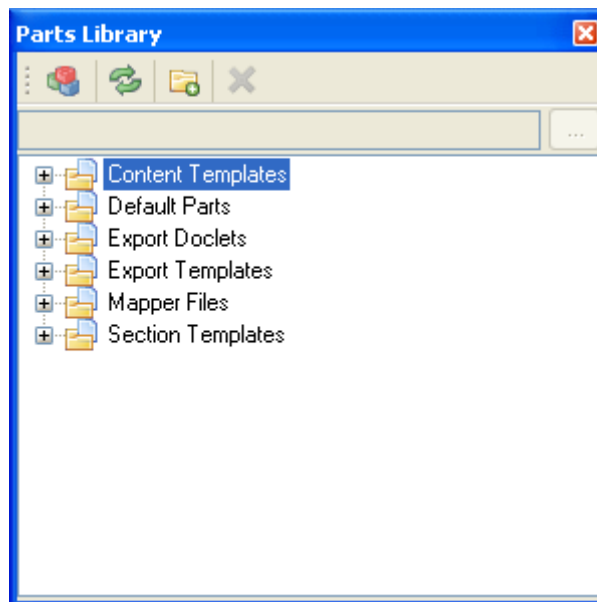 Parts Library
...
Content Templates
Default Parts
Export Doclets
Export Templates
Mapper Files
Section Templates